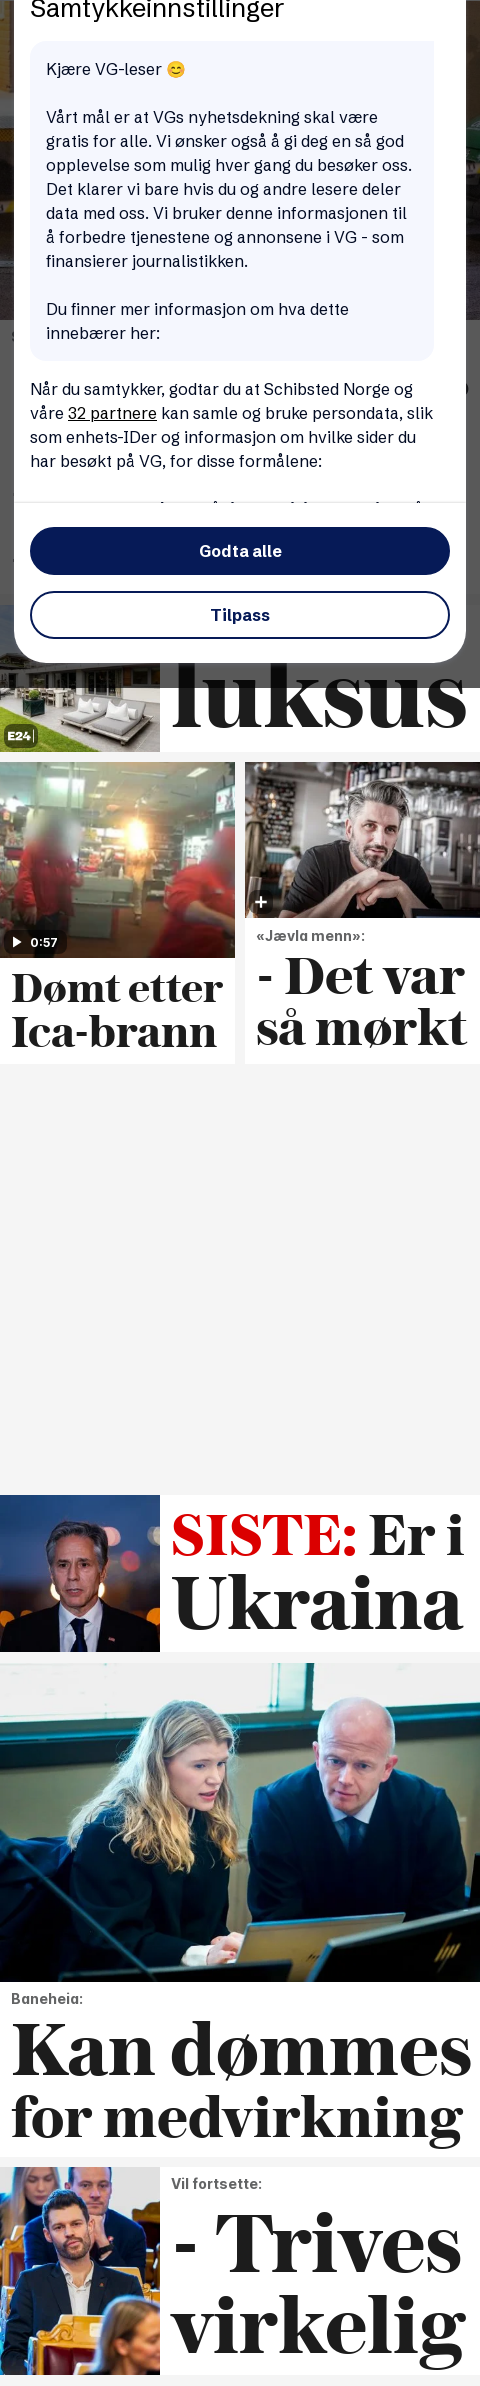 Samtykkeinnstillinger
Kjære VG-leser 😊
Vårt mål er at VGs nyhetsdekning skal være
gratis for alle. Vi ønsker også å gi deg en så god
opplevelse som mulig hver gang du besøker oss.
Det klarer vi bare hvis du og andre lesere deler
data med oss. Vi bruker denne informasjonen til
å forbedre tjenestene og annonsene i VG - som
finansierer journalistikken.
Du finner mer informasjon om hva dette
innebærer her:
Når du samtykker, godtar du at Schibsted Norge og
våre 32 partnere kan samle og bruke persondata, slik
som enhets-IDer og informasjon om hvilke sider du
har besøkt på VG, for disse formålene:
Godta alle
Tilpass
luksus
E24
0:57
Dømt etter
Ica-brann
«Jævla menn»:
- Det var
så mørkt
SISTE: Er i
Ukraina
hp
Baneheia:
Kan dømmes
for medvirkning
Vil fortsette:
- Trives
virkelig